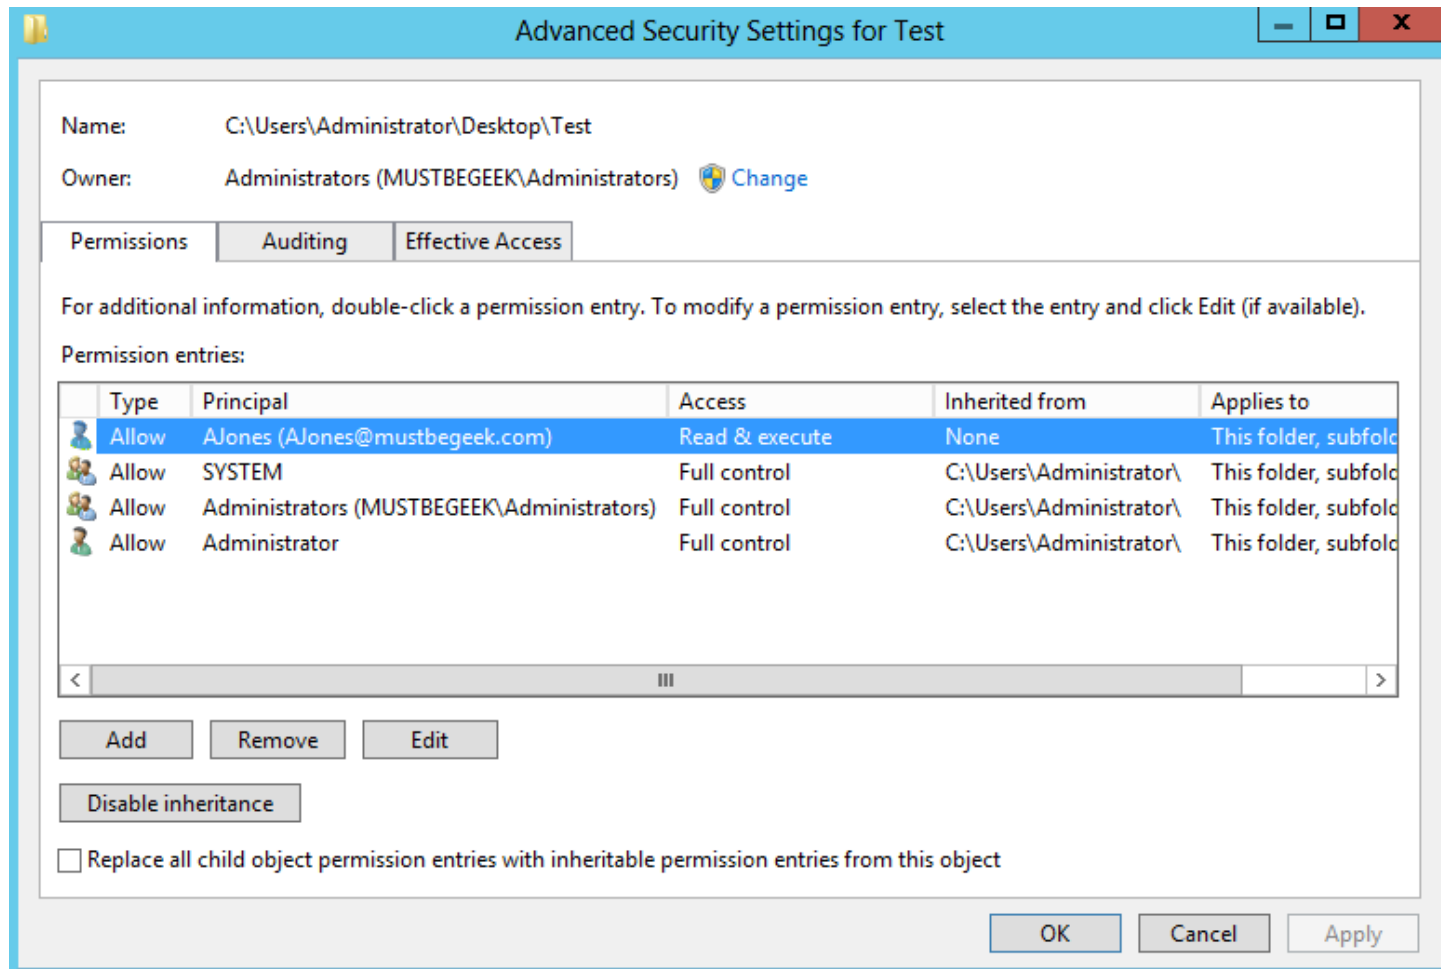 Advanced Security Settings for Test
Name: C:\Users\Administrator\Desktop\Test
Owner: Administrators (MUSTBEGEEK\Administrators) Change
Permissions Auditing Effective Access
For additional information, double-click a permission entry. To modify a permission entry, select the entry and click Edit (if available).
Permission entries:
Type Principal Access Inherited from Applies to
Allow AJones (AJones@mustbegeek.com) Read & execute None This folder, subfold
Allow SYSTEM Full control C:\Users\Administrator\ This folder, subfold
Allow Administrators (MUSTBEGEEK\Administrators) Full control C:\Users\Administrator\ This folder, subfold
Allow Administrator Full control C:\Users\Administrator\ This folder, subfold
Add Remove Edit
Disable inheritance
Replace all child object permission entries with inheritable permission entries from this object
OK Cancel Apply